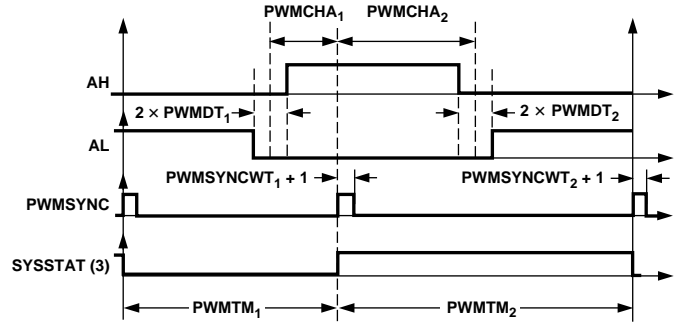 PWMCHA₁ PWMCHA₂
AH
2 × PWMDT₁ 2 × PWMDT₂
AL
PWMSYNCWT₁ + 1 PWMSYNCWT₂ + 1
PWMSYNC
SYSSTAT (3)
PWMTM₁ PWMTM₂